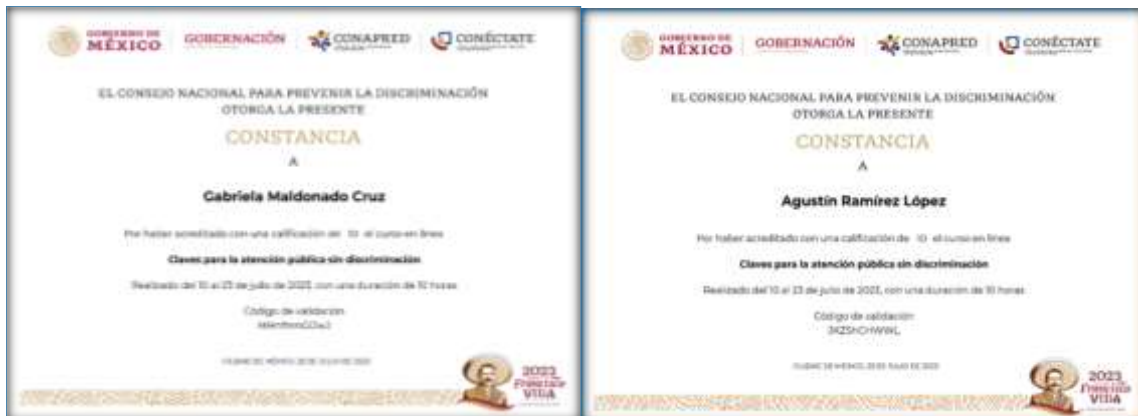 GOBIERNO DE
MÉXICO
GOBERNACIÓN
CONAPRED
CONÉCTATE
EL CONSEJO NACIONAL PARA PREVENIR LA DISCRIMINACIÓN
OTORGA LA PRESENTE
CONSTANCIA
A
Gabriela Maldonado Cruz
Por haber acreditado con una calificación de 10 el curso en línea
Claves para la atención pública sin discriminación
Realizado del 10 al 23 de julio de 2023, con una duración de 10 horas
Código de validación
2023
Francisco
VILLA
GOBIERNO DE
MÉXICO
GOBERNACIÓN
CONAPRED
CONÉCTATE
EL CONSEJO NACIONAL PARA PREVENIR LA DISCRIMINACIÓN
OTORGA LA PRESENTE
CONSTANCIA
A
Agustín Ramírez López
Por haber acreditado con una calificación de 10 el curso en línea
Claves para la atención pública sin discriminación
Realizado del 10 al 23 de julio de 2023, con una duración de 10 horas
Código de validación
2023
Francisco
VILLA